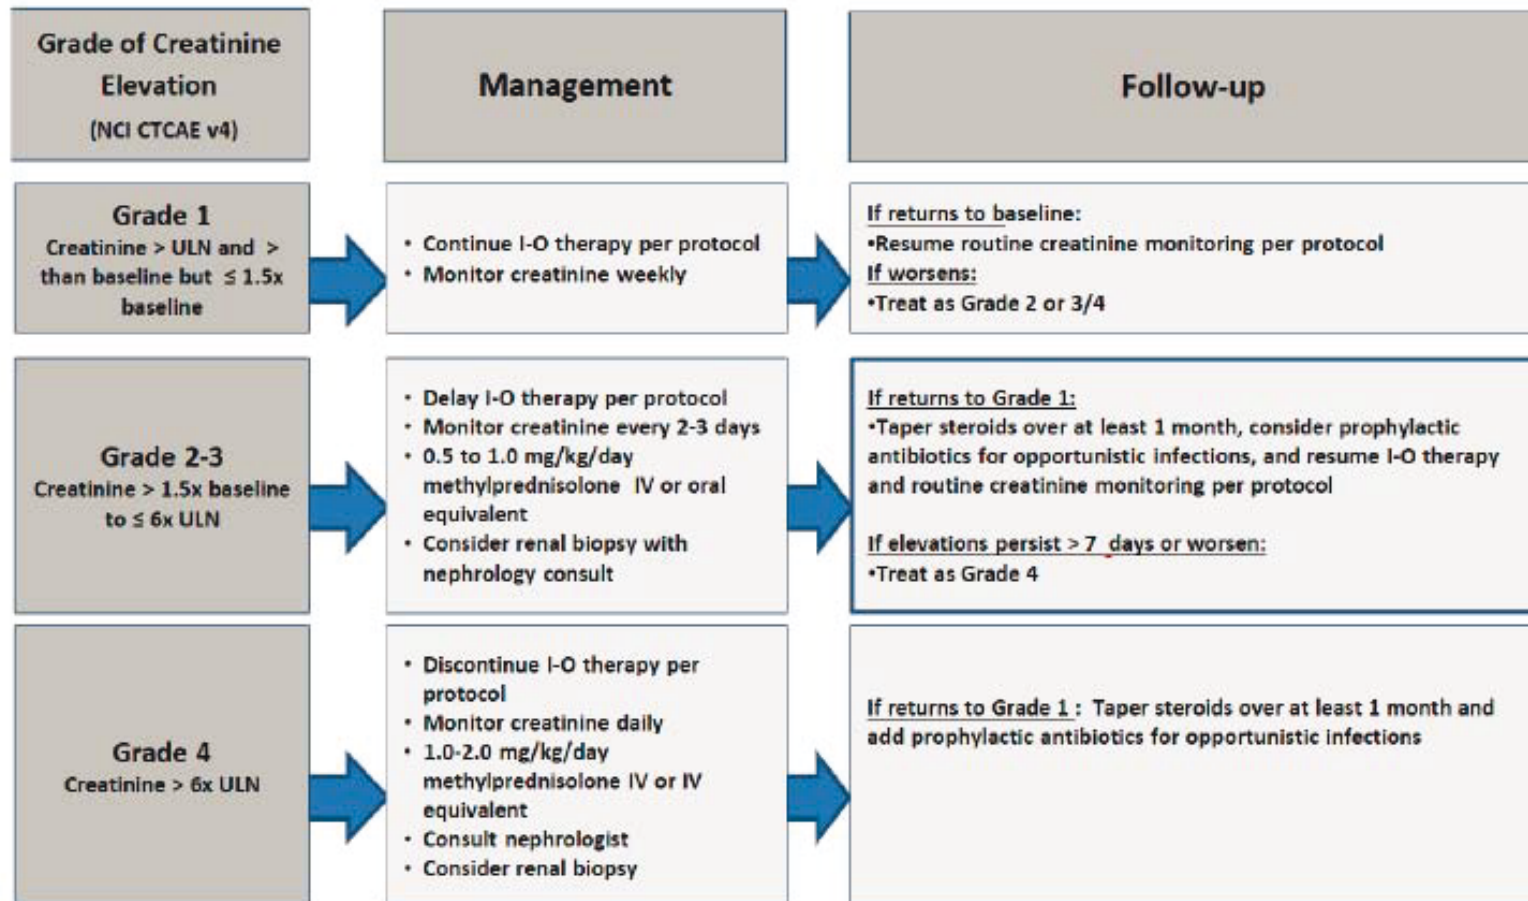 Grade of Creatinine
Elevation
(NCI CTCAE v4)
Management
Follow-up
Grade 1
Creatinine > ULN and >
than baseline but ≤ 1.5x
baseline
• Continue I-O therapy per protocol
• Monitor creatinine weekly
If returns to baseline:
•Resume routine creatinine monitoring per protocol
If worsens:
•Treat as Grade 2 or 3/4
Grade 2-3
Creatinine > 1.5x baseline
to ≤ 6x ULN
• Delay I-O therapy per protocol
• Monitor creatinine every 2-3 days
• 0.5 to 1.0 mg/kg/day
methylprednisolone IV or oral
equivalent
• Consider renal biopsy with
nephrology consult
If returns to Grade 1:
•Taper steroids over at least 1 month, consider prophylactic
antibiotics for opportunistic infections, and resume I-O therapy
and routine creatinine monitoring per protocol
If elevations persist > 7 days or worsen:
•Treat as Grade 4
Grade 4
Creatinine > 6x ULN
• Discontinue I-O therapy per
protocol
• Monitor creatinine daily
• 1.0-2.0 mg/kg/day
methylprednisolone IV or IV
equivalent
• Consult nephrologist
• Consider renal biopsy
If returns to Grade 1 : Taper steroids over at least 1 month and
add prophylactic antibiotics for opportunistic infections